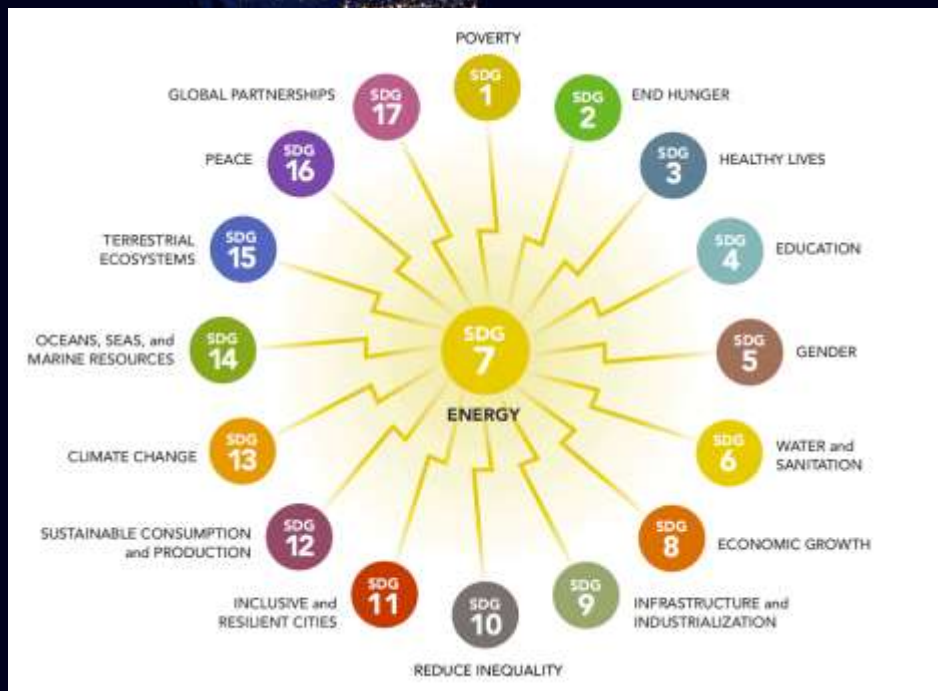 POVERTY
SDG
1
SDG
2
END HUNGER
SDG
3
HEALTHY LIVES
SDG
4
EDUCATION
SDG
5
GENDER
SDG
6
WATER and
SANITATION
SDG
8
ECONOMIC GROWTH
SDG
9
INFRASTRUCTURE and
INDUSTRIALIZATION
SDG
10
REDUCE INEQUALITY
SDG
11
INCLUSIVE and
RESILIENT CITIES
SDG
12
SUSTAINABLE CONSUMPTION
and PRODUCTION
SDG
13
CLIMATE CHANGE
SDG
14
OCEANS, SEAS, and
MARINE RESOURCES
SDG
15
TERRESTRIAL
ECOSYSTEMS
SDG
16
PEACE
SDG
17
GLOBAL PARTNERSHIPS
SDG
7
ENERGY